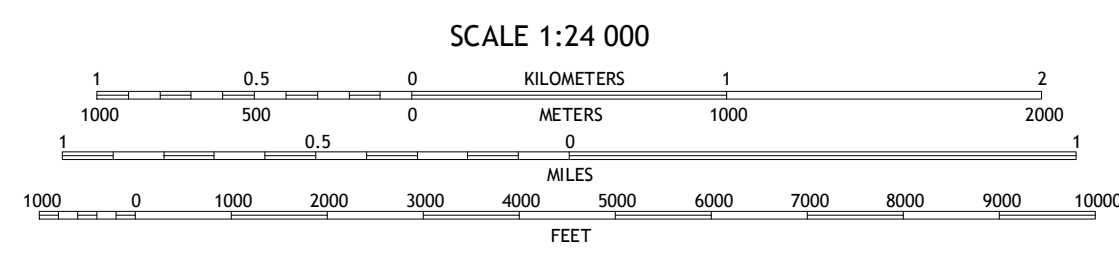 SCALE 1:24 000
1 0.5 0 KILOMETERS 1 2
1000 500 0 METERS 1000 2000
1 0.5 0 1
MILES
1000 0 1000 2000 3000 4000 5000 6000 7000 8000 9000 10000
FEET